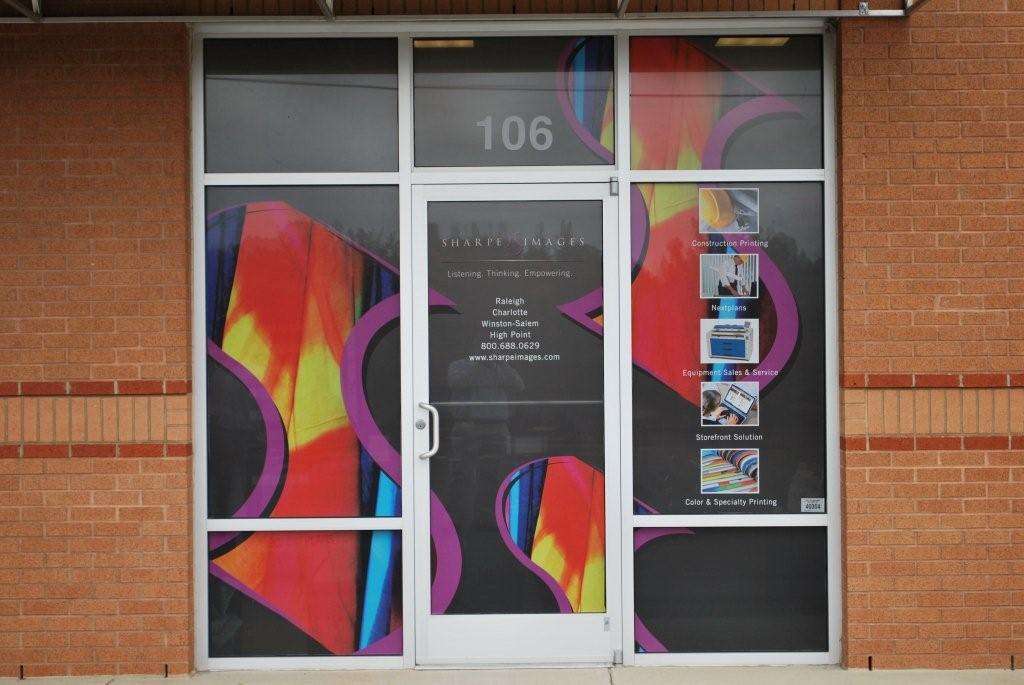 106
SHARPE IMAGES
Listening. Thinking. Empowering.
Raleigh
Charlotte
Winston-Salem
High Point
800.688.0629
www.sharpeimages.com
Construction Printing
Nextplans
Equipment Sales & Service
Storefront Solution
Color & Specialty Printing